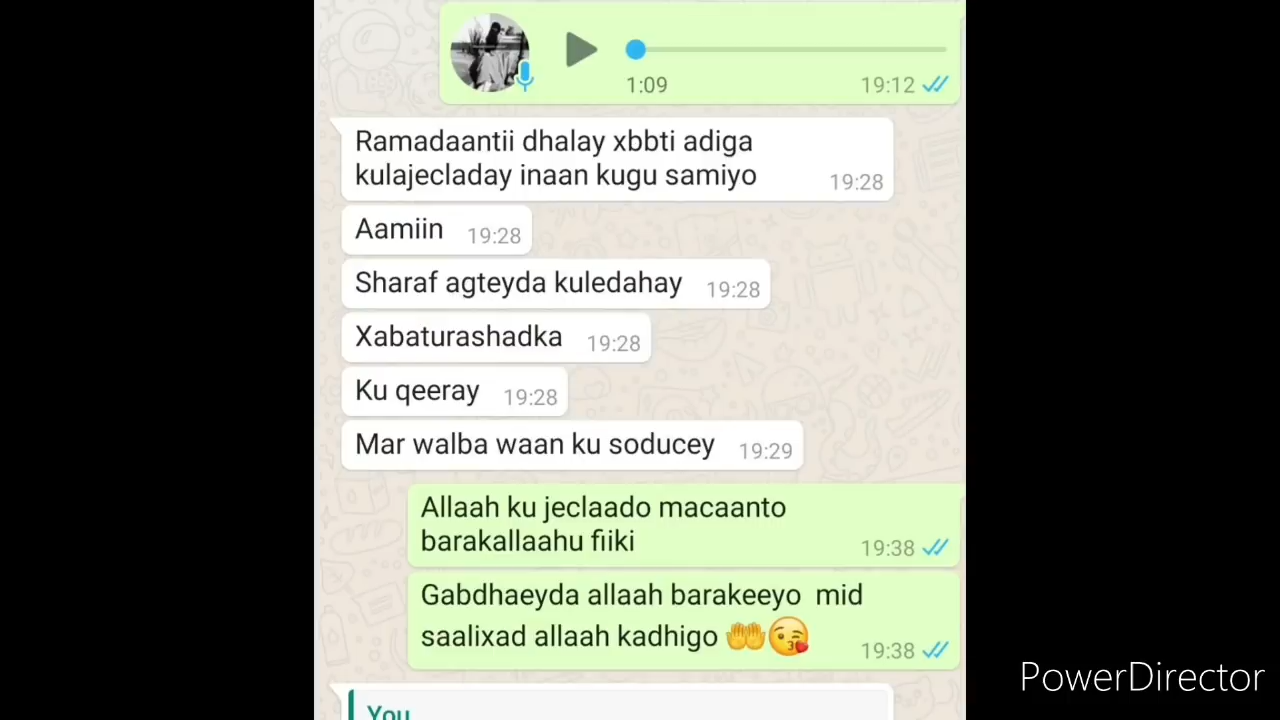 1:09 19:12
Ramadaantii dhalay xbbti adiga
kulajecladay inaan kugu samiyo 19:28
Aamiin 19:28
Sharaf agteyda kuledahay 19:28
Xabaturashadka 19:28
Ku qeeray 19:28
Mar walba waan ku soducey 19:29
Allaah ku jeclaado macaanto
barakallaahu fiiki 19:38
Gabdhaeyda allaah barakeeyo mid
saalixad allaah kadhigo 🤲😘 19:38
You
PowerDirector